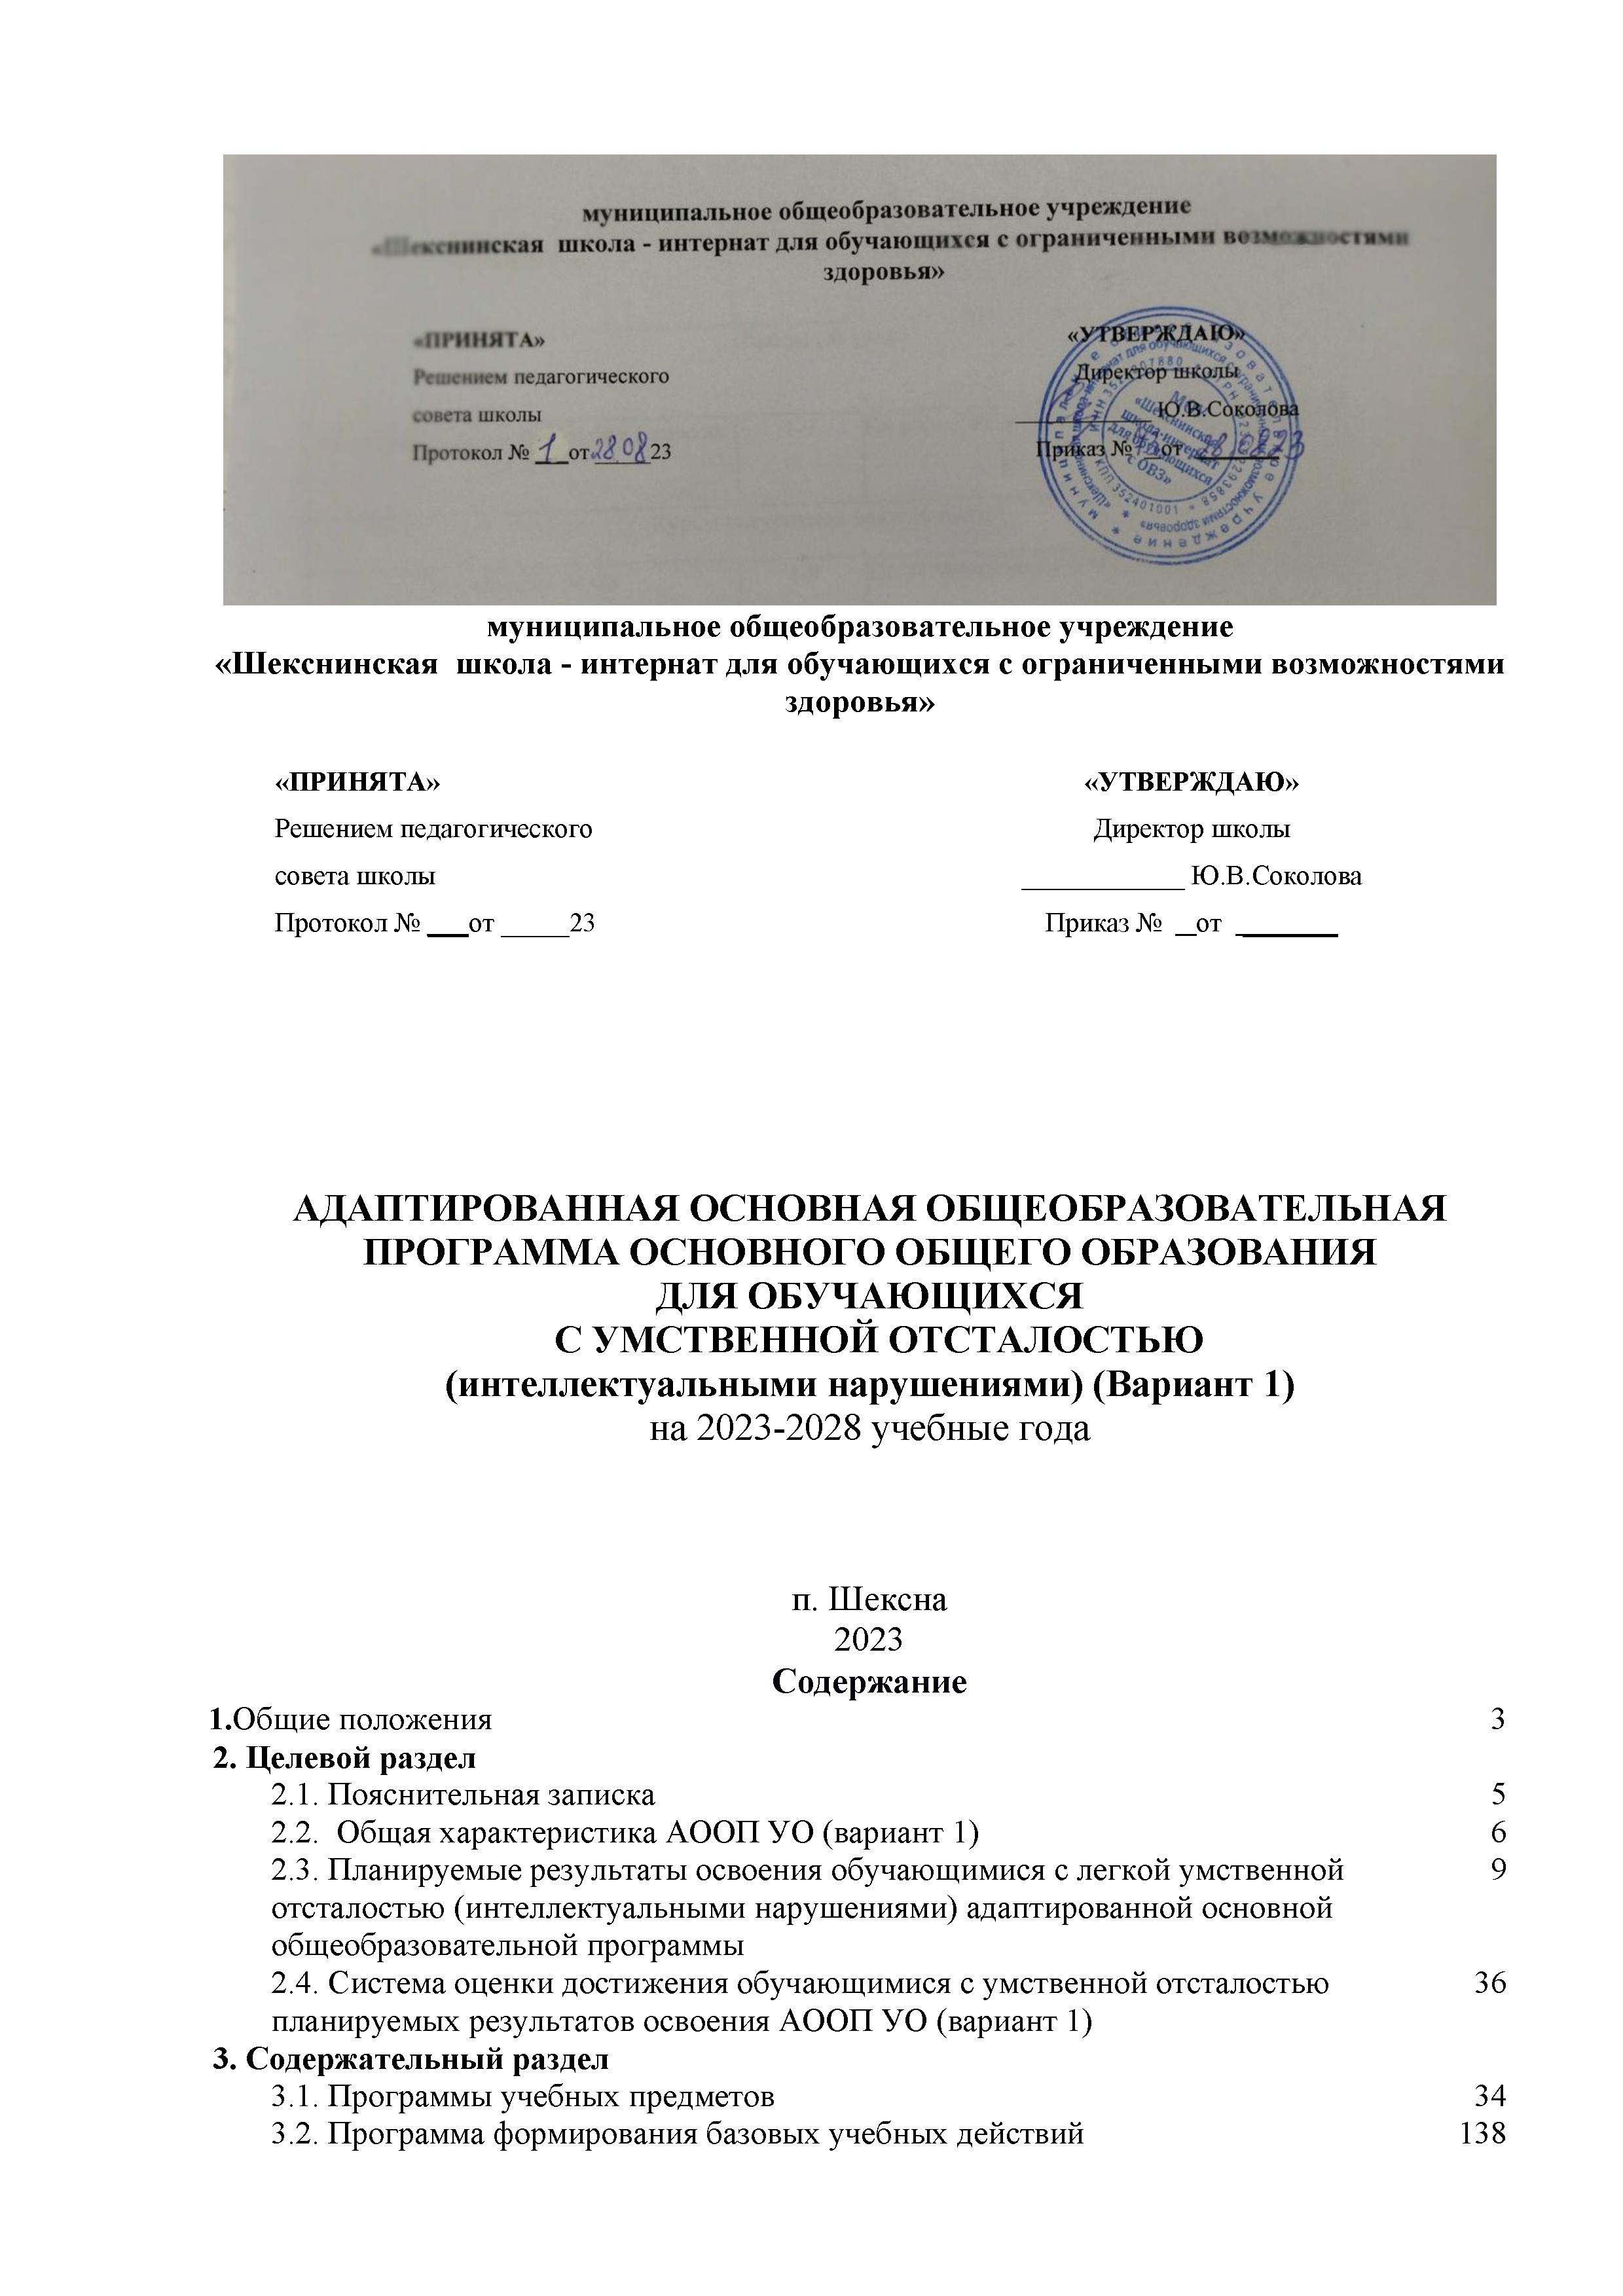 муниципальное общеобразовательное учреждение
«Шекснинская школа - интернат для обучающихся с ограниченными возможностями
здоровья»
«ПРИНЯТА»
Решением педагогического
совета школы
Протокол № 1 от 28.08 23
«УТВЕРЖДАЮ»
Директор школы
Ю.В.Соколова
Приказ № от
муниципальное общеобразовательное учреждение
«Шекснинская школа - интернат для обучающихся с ограниченными возможностями
здоровья»
«ПРИНЯТА»
Решением педагогического
совета школы
Протокол № ___от _____23
«УТВЕРЖДАЮ»
Директор школы
____________ Ю.В.Соколова
Приказ № __от ________
АДАПТИРОВАННАЯ ОСНОВНАЯ ОБЩЕОБРАЗОВАТЕЛЬНАЯ
ПРОГРАММА ОСНОВНОГО ОБЩЕГО ОБРАЗОВАНИЯ
ДЛЯ ОБУЧАЮЩИХСЯ
С УМСТВЕННОЙ ОТСТАЛОСТЬЮ
(интеллектуальными нарушениями) (Вариант 1)
на 2023-2028 учебные года
п. Шексна
2023
Содержание
1.Общие положения 3
2. Целевой раздел
2.1. Пояснительная записка 5
2.2. Общая характеристика АООП УО (вариант 1) 6
2.3. Планируемые результаты освоения обучающимися с легкой умственной 9
отсталостью (интеллектуальными нарушениями) адаптированной основной
общеобразовательной программы
2.4. Система оценки достижения обучающимися с умственной отсталостью 36
планируемых результатов освоения АООП УО (вариант 1)
3. Содержательный раздел
3.1. Программы учебных предметов 34
3.2. Программа формирования базовых учебных действий 138